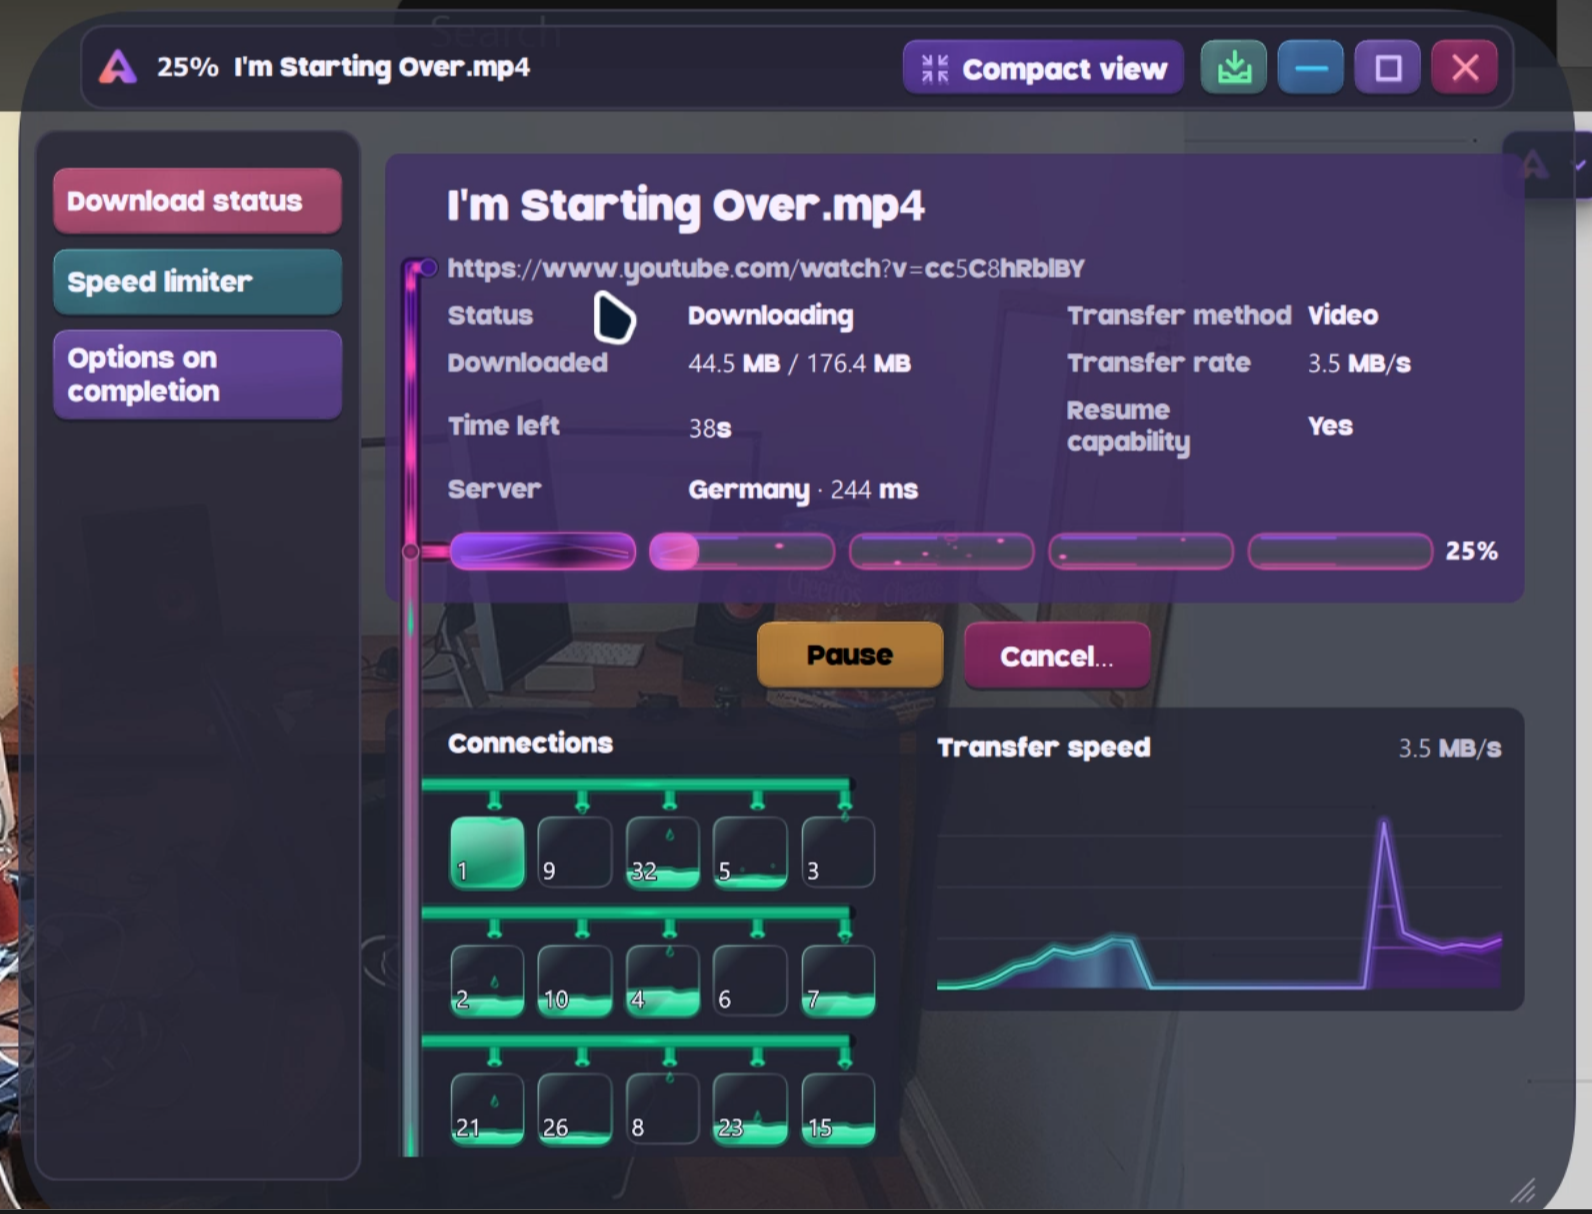 Search
25% I'm Starting Over.mp4
Compact view
Download status
Speed limiter
Options on
completion
I'm Starting Over.mp4
https://www.youtube.com/watch?v=cc5C8hRblBY
Status Downloading Transfer method Video
Downloaded 44.5 MB / 176.4 MB Transfer rate 3.5 MB/s
Time left 38s Resume
capability Yes
Server Germany · 244 ms
25%
Cheerios
Pause Cancel...
Connections
1 9 32 5 3
2 10 4 6 7
21 26 8 23 15
Transfer speed 3.5 MB/s